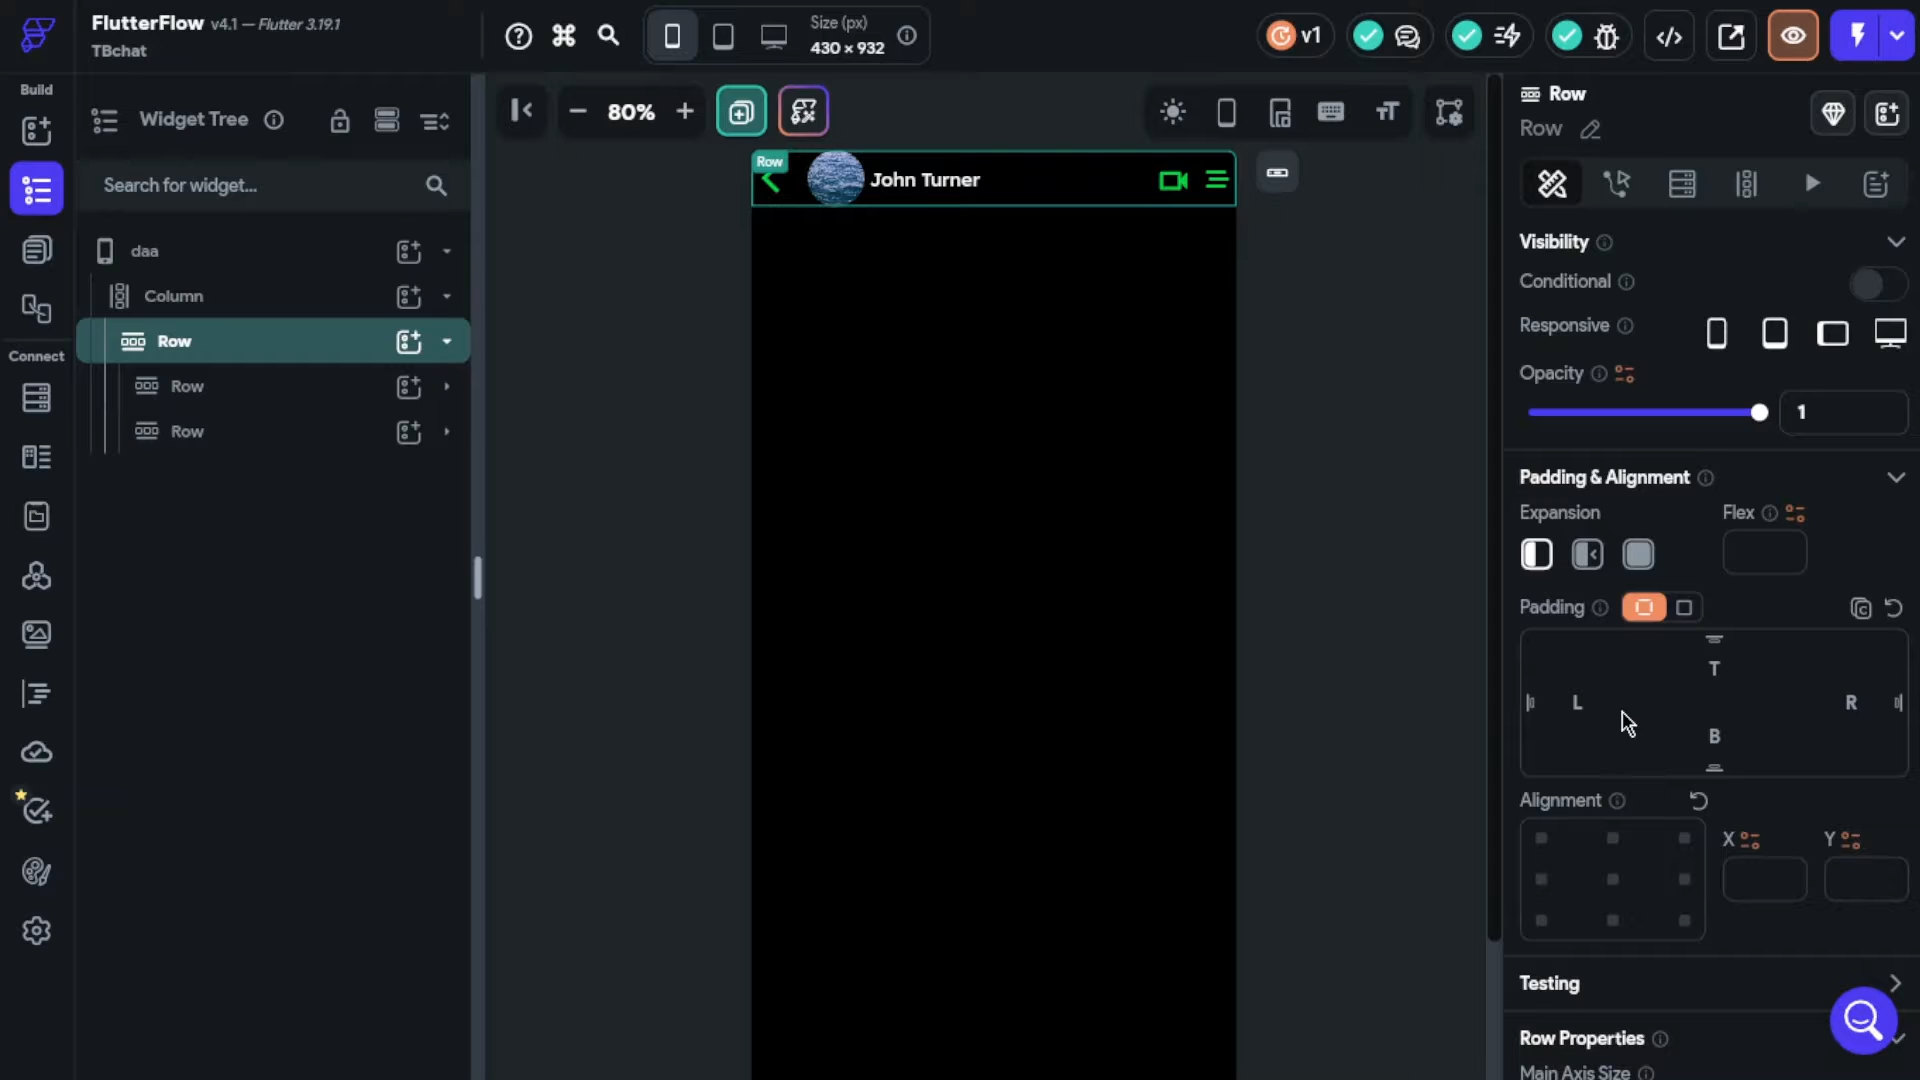 FlutterFlow v4.1 — Flutter 3.19.1
TBchat
Size (px)
430 × 932
v1
Build
Connect
Widget Tree
Search for widget...
daa
Column
Row
Row
Row
80%
Row
John Turner
Row
Row
Visibility
Conditional
Responsive
Opacity
1
Padding & Alignment
Expansion
Flex
Padding
T
L
R
B
Alignment
X
Y
Testing
Row Properties
Main Axis Size